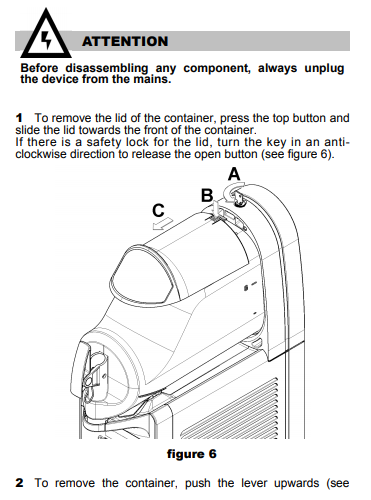 ATTENTION
Before disassembling any component, always unplug
the device from the mains.
1 To remove the lid of the container, press the top button and
slide the lid towards the front of the container.
If there is a safety lock for the lid, turn the key in an anti-
clockwise direction to release the open button (see figure 6).
A
B
C
figure 6
2 To remove the container, push the lever upwards (see